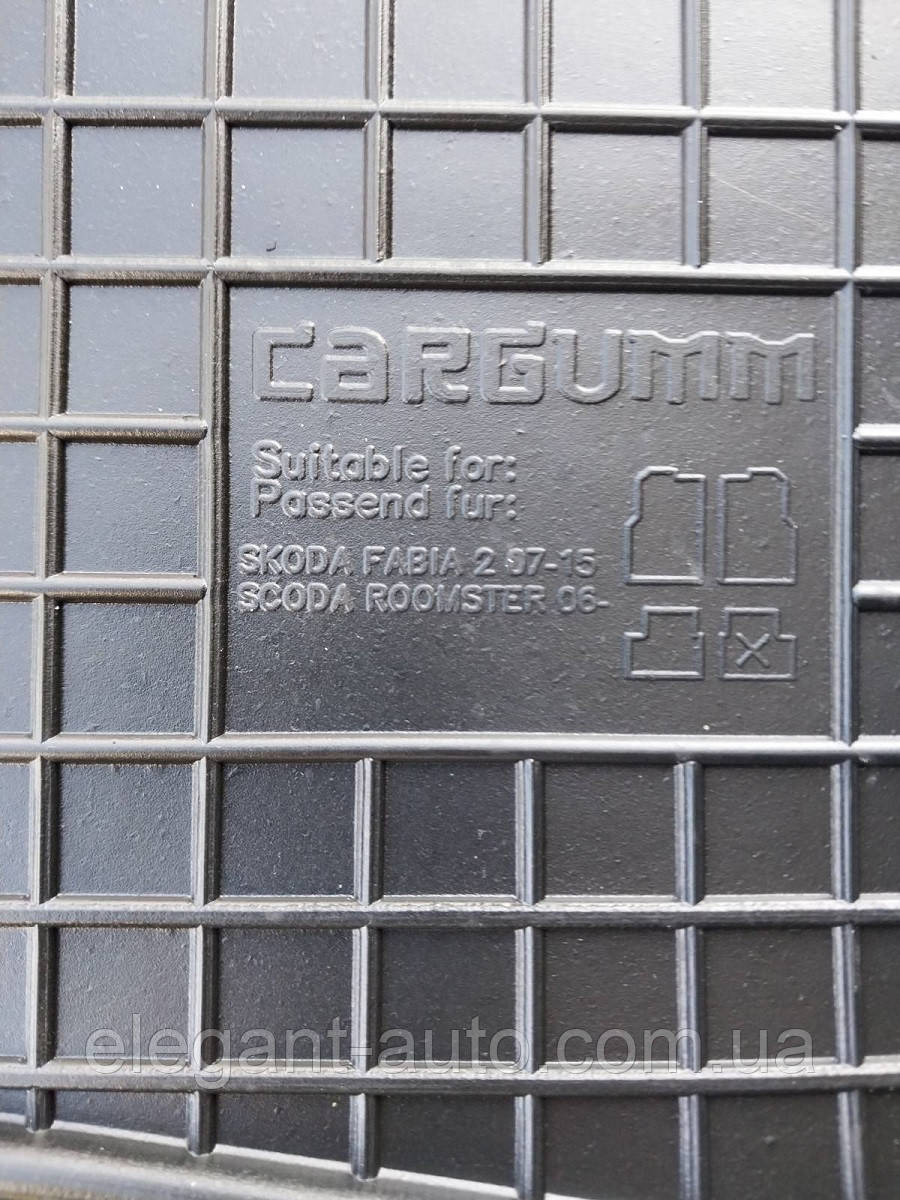 CARGUMM
Suitable for:
Passend fur:
SKODA FABIA 2 07-15
SCODA ROOMSTER 06-
elegant-auto.com.ua